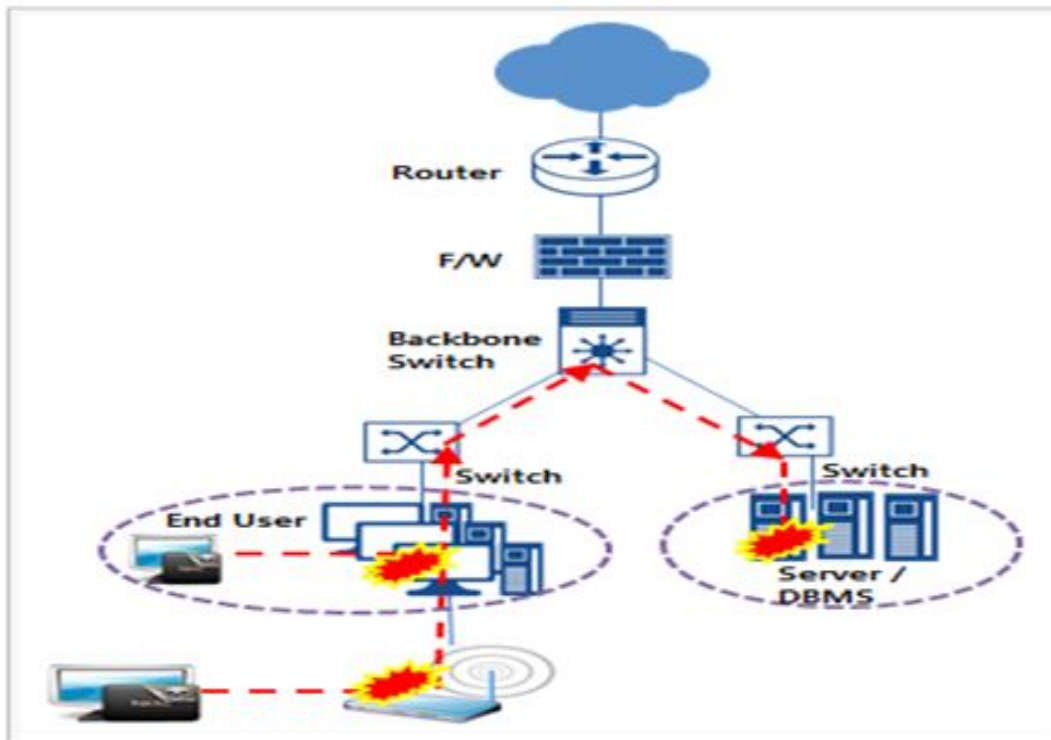 Router
F/W
Backbone
Switch
Switch
Switch
End User
Server /
DBMS